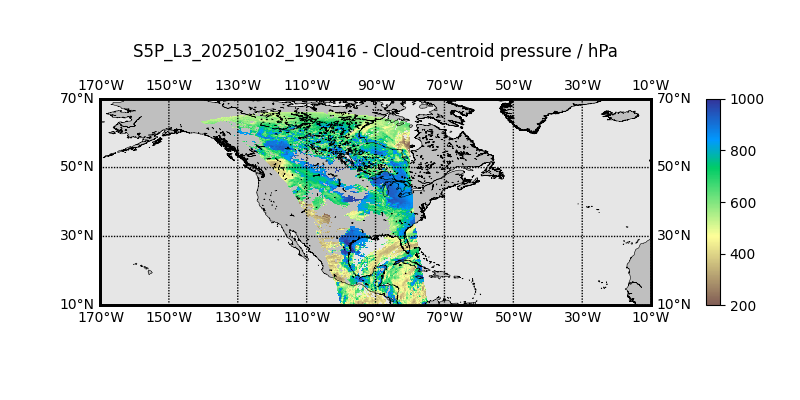 S5P_L3_20250102_190416 - Cloud-centroid pressure / hPa
170°W 150°W 130°W 110°W 90°W 70°W 50°W 30°W 10°W
70°N 70°N 1000
800
50°N 50°N
600
30°N 30°N
400
10°N 10°N 200
170°W 150°W 130°W 110°W 90°W 70°W 50°W 30°W 10°W